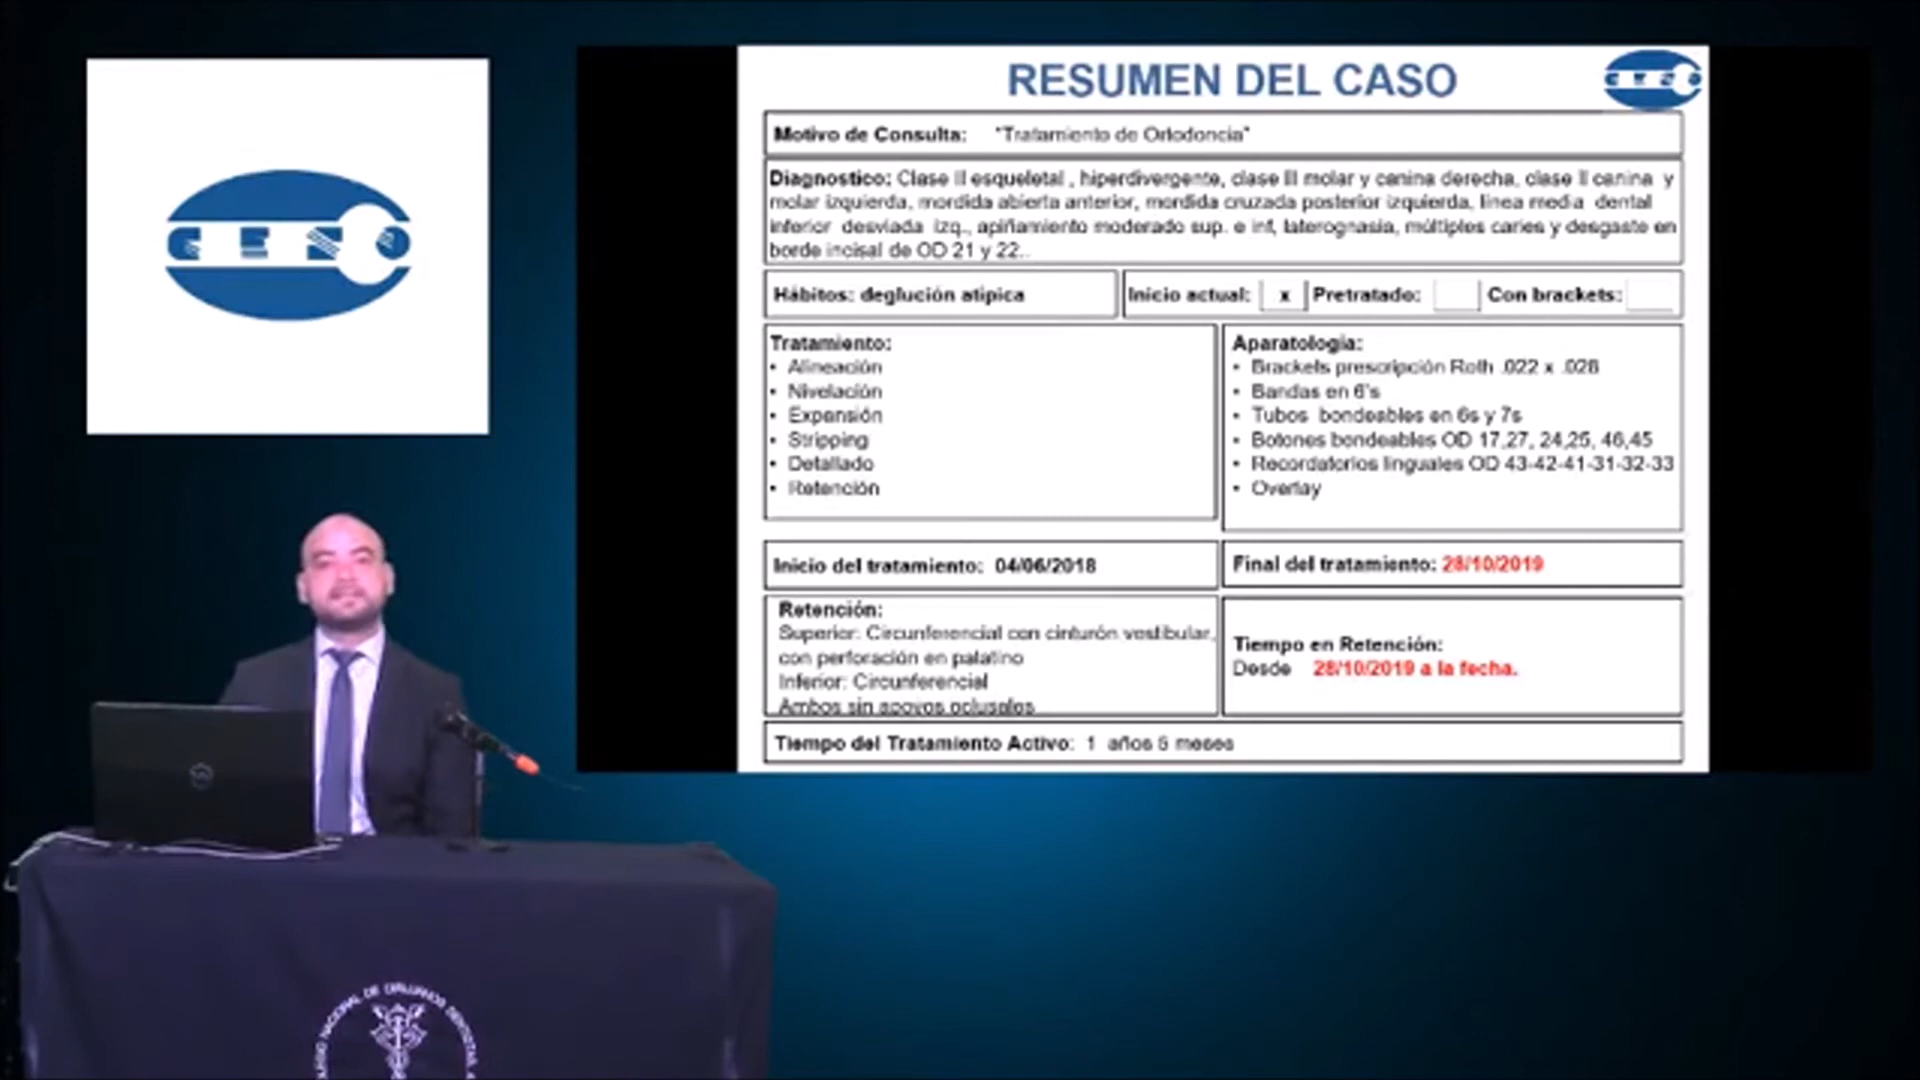 GESO
RESUMEN DEL CASO
GESO
Motivo de Consulta: "Tratamiento de Ortodoncia"
Diagnostico: Clase II esqueletal , hiperdivergente, clase III molar y canina derecha, clase II canina y
molar izquierda, mordida abierta anterior, mordida cruzada posterior izquierda, línea media dental
inferior desviada izq., apiñamiento moderado sup. e inf, laterognasia, múltiples caries y desgaste en
borde incisal de OD 21 y 22..
Hábitos: deglución atípica
Inicio actual: x Pretratado: Con brackets:
Tratamiento:
• Alineación
• Nivelación
• Expansión
• Stripping
• Detallado
• Retención
Aparatología:
• Brackets prescripción Roth .022 x .028
• Bandas en 6's
• Tubos bondeables en 6s y 7s
• Botones bondeables OD 17,27, 24,25, 46,45
• Recordatorios linguales OD 43-42-41-31-32-33
• Overlay
Inicio del tratamiento: 04/06/2018
Final del tratamiento: 28/10/2019
Retención:
Superior: Circunferencial con cinturón vestibular,
con perforación en palatino
Inferior: Circunferencial
Ambos sin apoyos oclusales
Tiempo en Retención:
Desde 28/10/2019 a la fecha.
Tiempo del Tratamiento Activo: 1 años 5 meses
NACIONAL DE CIRUJANOS DENTISTAS